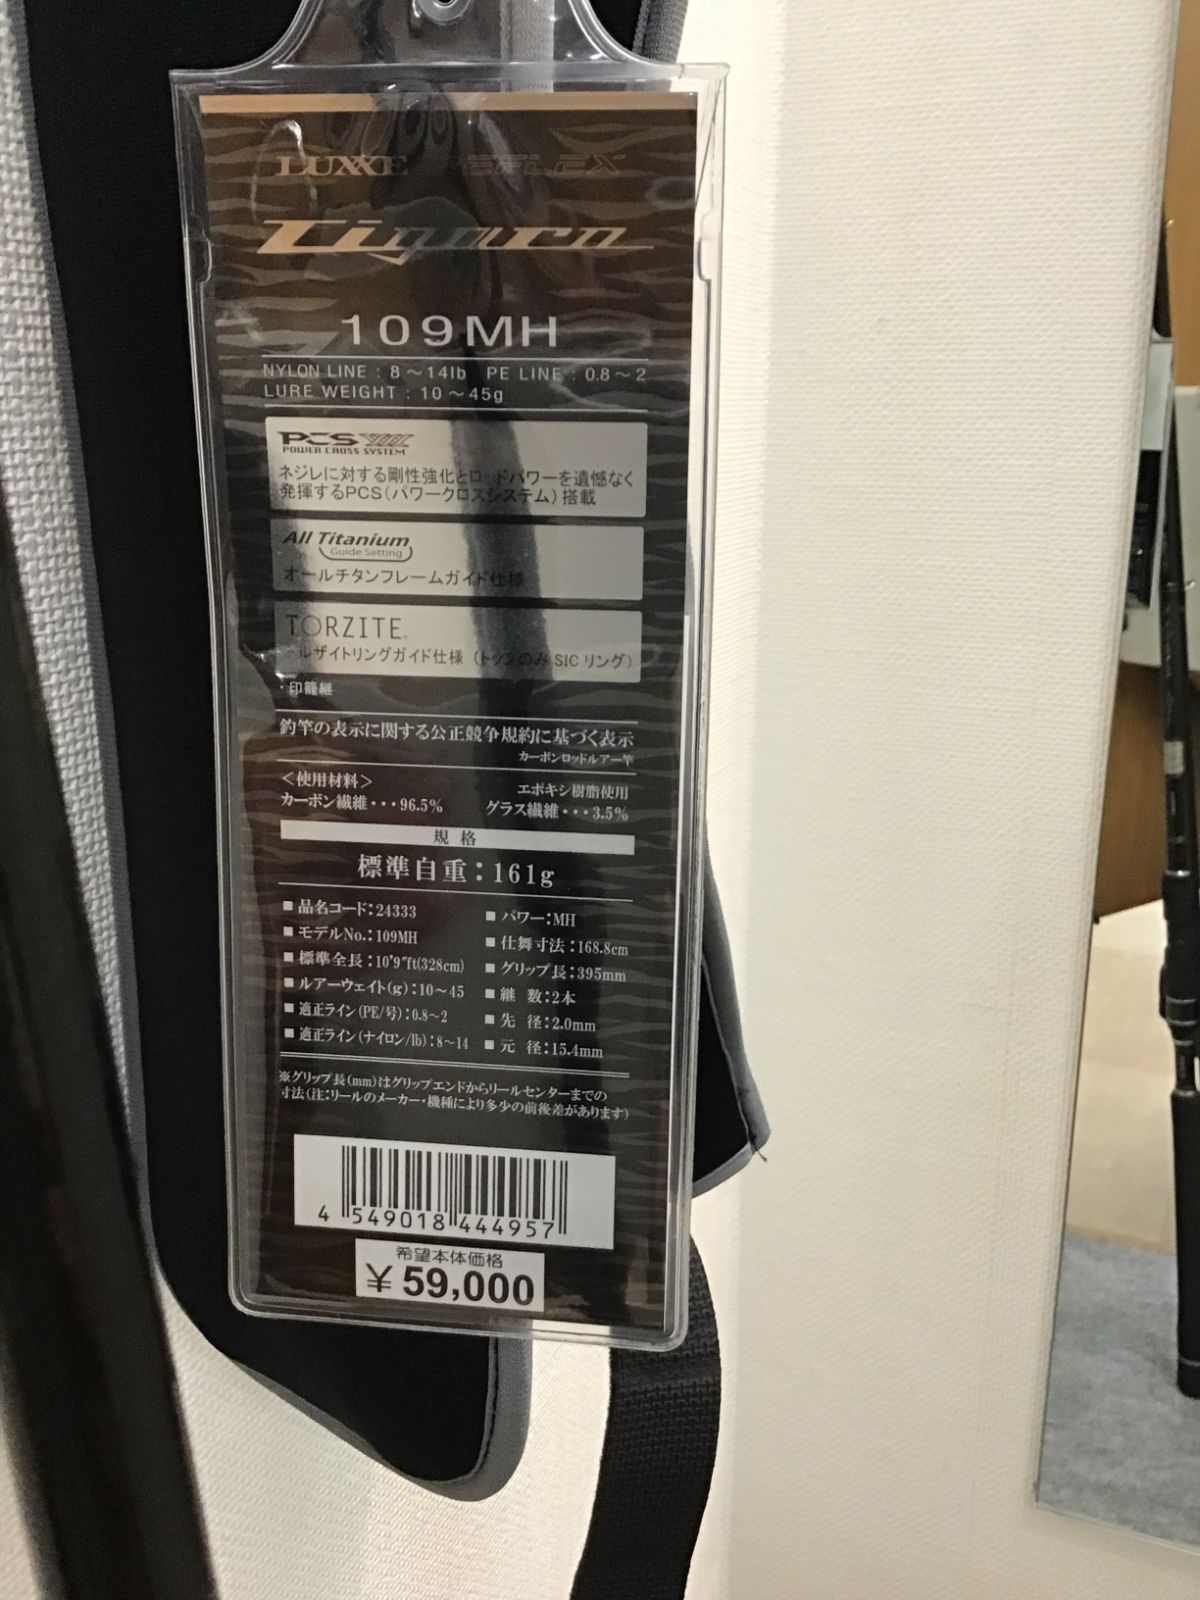 LUXXE REFLEX
Tigaro
109MH
NYLON LINE : 8～14lb PE LINE : 0.8～2
LURE WEIGHT : 10～45g
PCS
POWER CROSS SYSTEM
ネジレに対する剛性強化とロッドパワーを遺憾なく
発揮するPCS(パワークロスシステム)搭載
All Titanium
Guide Setting
オールチタンフレームガイド仕様
TORZITE®
トルザイトリングガイド仕様 (トップのみSICリング)
・印籠継
釣竿の表示に関する公正競争規約に基づく表示
カーボンロッドルアー竿
＜使用材料＞ エポキシ樹脂使用
カーボン繊維・・・96.5% グラス繊維・・・3.5%
規格
標準自重：161g
■ 品名コード：24333
■ モデルNo.：109MH
■ 標準全長：10'9"ft(328cm)
■ ルアーウェイト(g)：10～45
■ 適正ライン(PE/号)：0.8～2
■ 適正ライン(ナイロン/lb)：8～14
■ パワー：MH
■ 仕舞寸法：168.8cm
■ グリップ長：395mm
■ 継 数：2本
■ 先 径：2.0mm
■ 元 径：15.4mm
※グリップ長(mm)はグリップエンドからリールセンターまでの
寸法(注：リールのメーカー・機種により多少の前後差があります)
4 549018 444957
希望本体価格
¥ 59,000